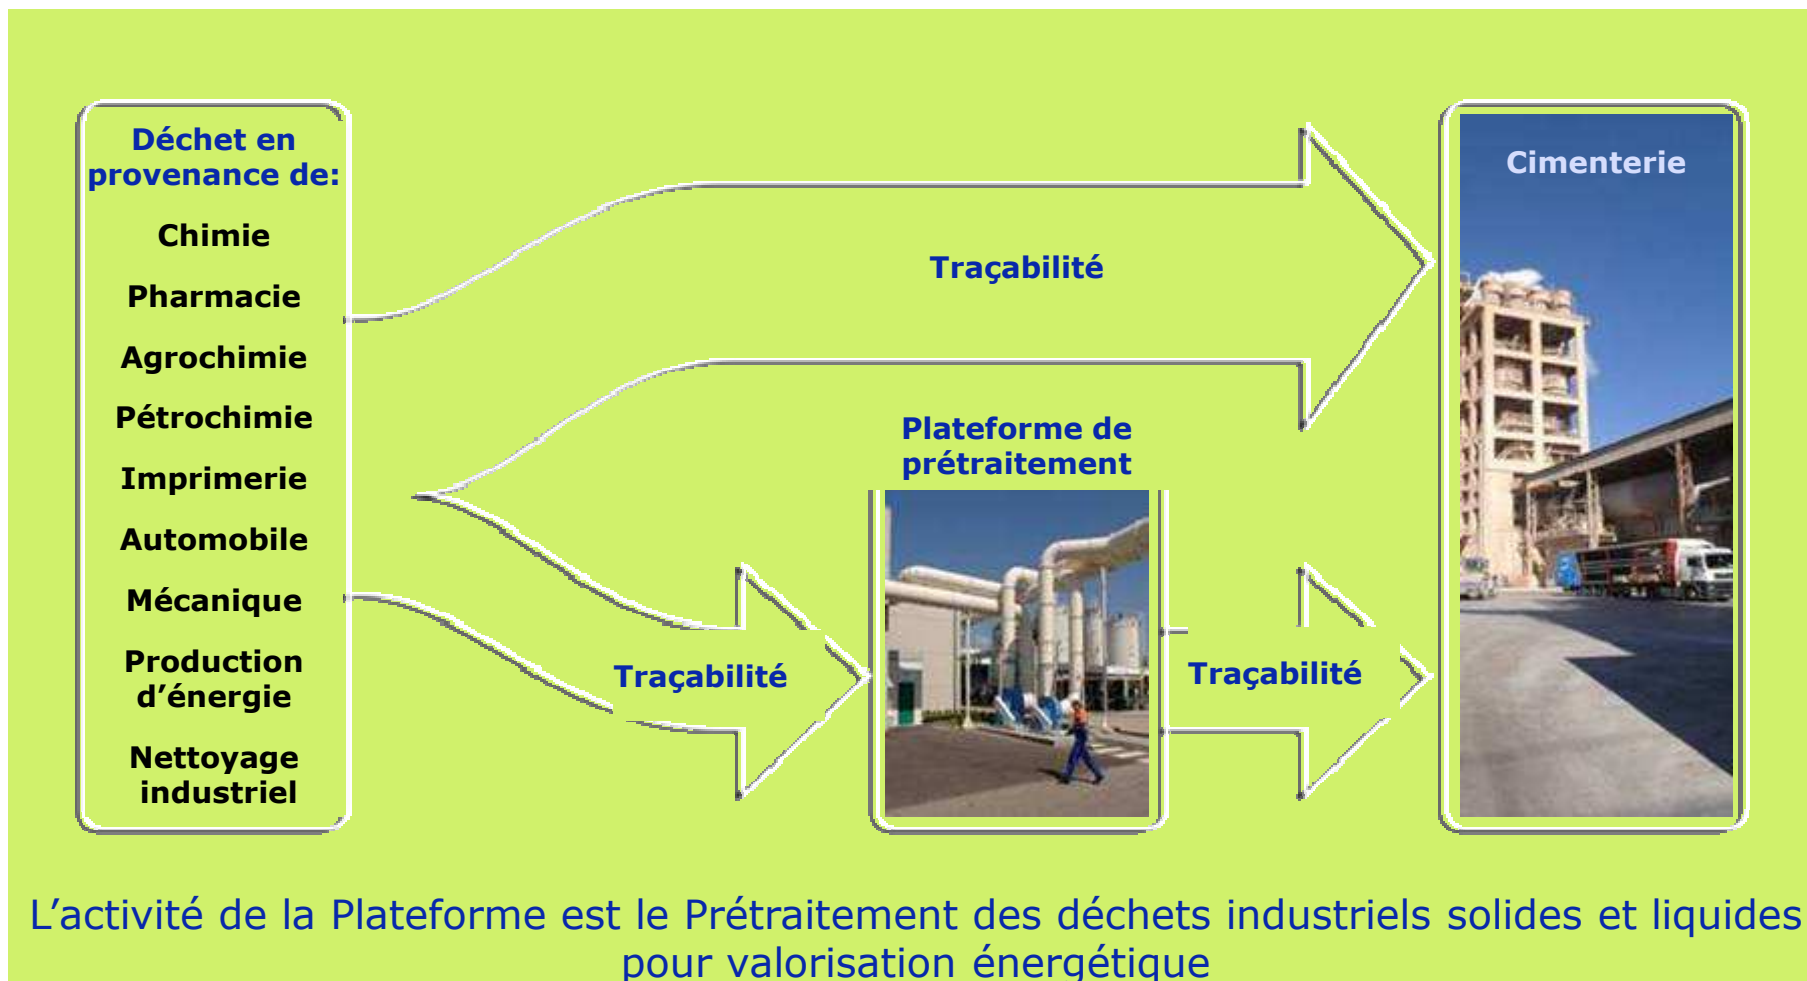 Déchet en
provenance de:
Chimie
Pharmacie
Agrochimie
Pétrochimie
Imprimerie
Automobile
Mécanique
Production
d'énergie
Nettoyage
industriel
Traçabilité
Plateforme de
prétraitement
Traçabilité
Traçabilité
Cimenterie
L'activité de la Plateforme est le Prétraitement des déchets industriels solides et liquides
pour valorisation énergétique